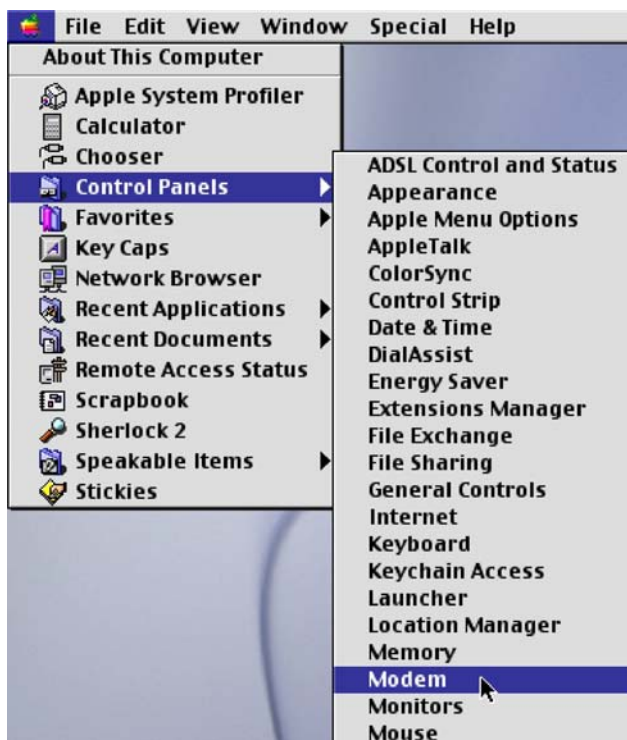 File Edit View Window Special Help
About This Computer
Apple System Profiler
Calculator
Chooser
Control Panels
Favorites
Key Caps
Network Browser
Recent Applications
Recent Documents
Remote Access Status
Scrapbook
Sherlock 2
Speakable Items
Stickies
ADSL Control and Status
Appearance
Apple Menu Options
AppleTalk
ColorSync
Control Strip
Date & Time
DialAssist
Energy Saver
Extensions Manager
File Exchange
File Sharing
General Controls
Internet
Keyboard
Keychain Access
Launcher
Location Manager
Memory
Modem
Monitors
Mouse